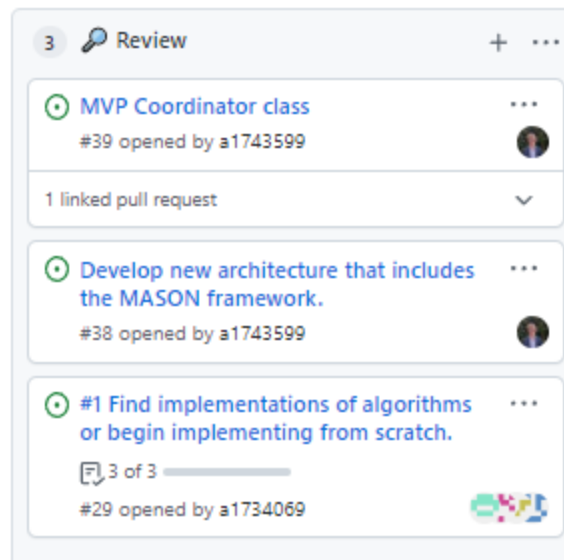 3 Review
MVP Coordinator class
#39 opened by a1743599
1 linked pull request
Develop new architecture that includes
the MASON framework.
#38 opened by a1743599
#1 Find implementations of algorithms
or begin implementing from scratch.
3 of 3
#29 opened by a1734069